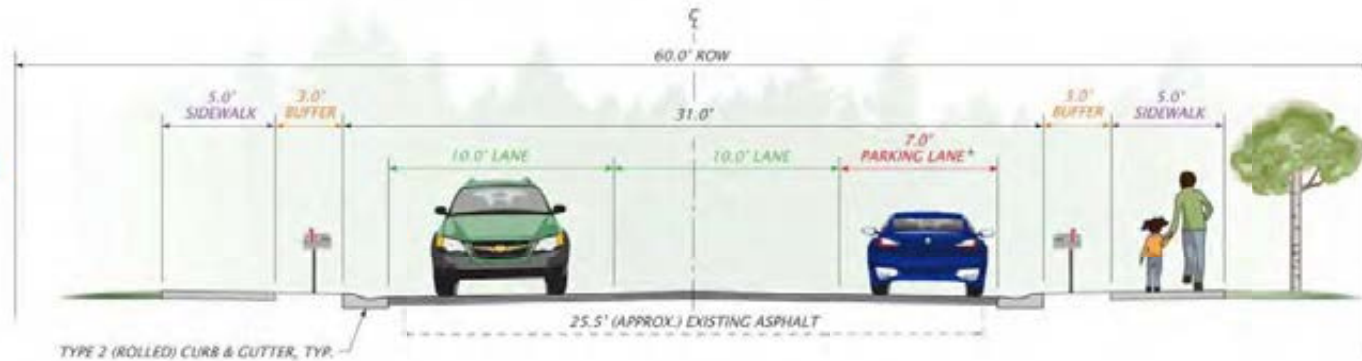 ℄
60.0' ROW
5.0'
SIDEWALK
3.0'
BUFFER
31.0'
3.0'
BUFFER
5.0'
SIDEWALK
10.0' LANE
10.0' LANE
7.0'
PARKING LANE*
25.5' (APPROX.) EXISTING ASPHALT
TYPE 2 (ROLLED) CURB & GUTTER, TYP.